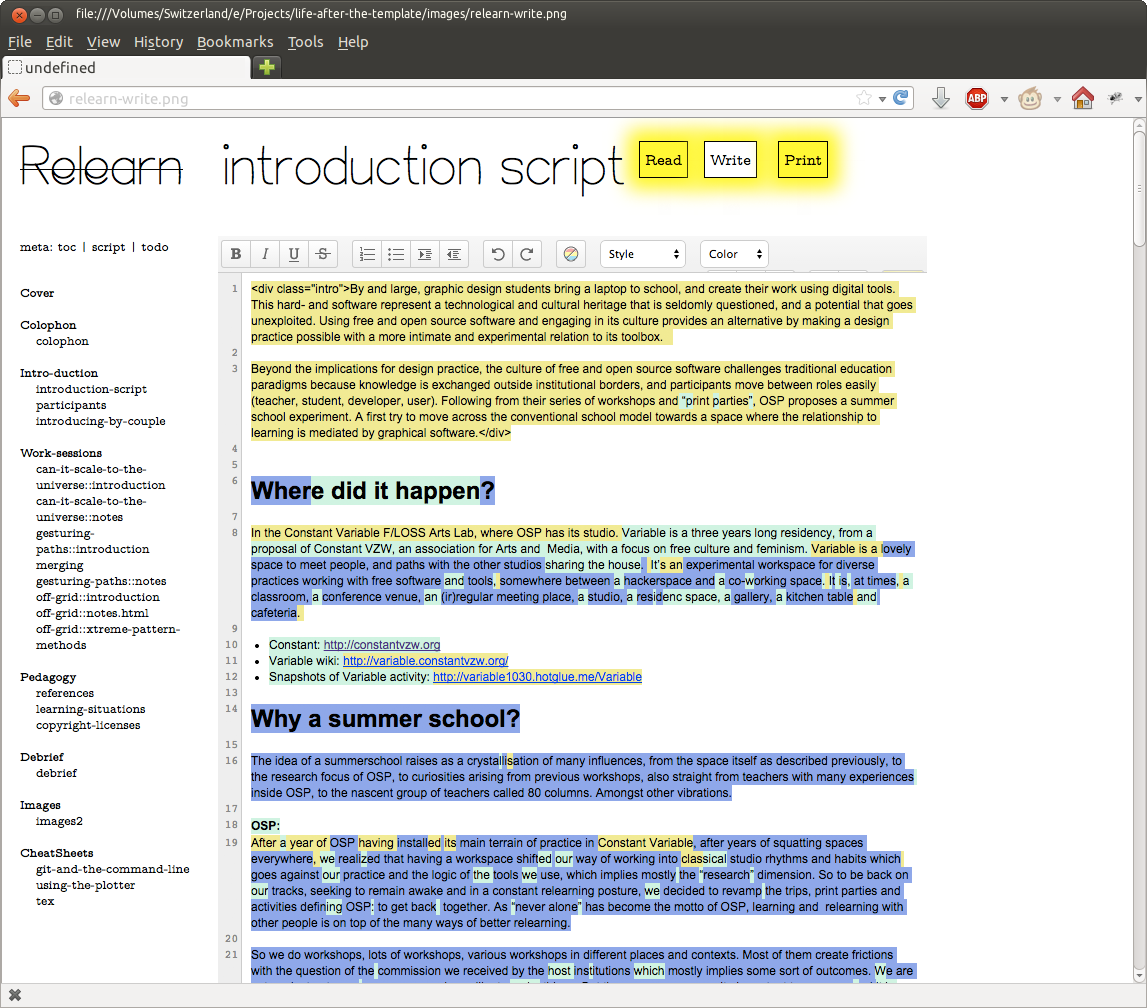 file:///Volumes/Switzerland/e/Projects/life-after-the-template/images/relearn-write.png
File Edit View History Bookmarks Tools Help
undefined
relearn-write.png
ABP
Relearn introduction script Read Write Print
meta: toc | script | todo
Cover
Colophon
colophon
Intro-duction
introduction-script
participants
introducing-by-couple
Work-sessions
can-it-scale-to-the-
universe::introduction
can-it-scale-to-the-
universe::notes
gesturing-
paths::introduction
merging
gesturing-paths::notes
off-grid::introduction
off-grid::notes.html
off-grid::xtreme-pattern-
methods
Pedagogy
references
learning-situations
copyright-licenses
Debrief
debrief
Images
images2
CheatSheets
git-and-the-command-line
using-the-plotter
tex
B I U S Style Color
1 <div class="intro">By and large, graphic design students bring a laptop to school, and create their work using digital tools.
This hard- and software represent a technological and cultural heritage that is seldomly questioned, and a potential that goes
unexploited. Using free and open source software and engaging in its culture provides an alternative by making a design
practice possible with a more intimate and experimental relation to its toolbox.
2
3 Beyond the implications for design practice, the culture of free and open source software challenges traditional education
paradigms because knowledge is exchanged outside institutional borders, and participants move between roles easily
(teacher, student, developer, user). Following from their series of workshops and “print parties”, OSP proposes a summer
school experiment. A first try to move across the conventional school model towards a space where the relationship to
learning is mediated by graphical software.</div>
4
5
6 Where did it happen?
7
8 In the Constant Variable F/LOSS Arts Lab, where OSP has its studio. Variable is a three years long residency, from a
proposal of Constant VZW, an association for Arts and Media, with a focus on free culture and feminism. Variable is a lovely
space to meet people, and paths with the other studios sharing the house. It's an experimental workspace for diverse
practices working with free software and tools, somewhere between a hackerspace and a co-working space. It is, at times, a
classroom, a conference venue, an (ir)regular meeting place, a studio, a residenc space, a gallery, a kitchen table and
cafeteria.
9
10 Constant: http://constantvzw.org
11 Variable wiki: http://variable.constantvzw.org/
12 Snapshots of Variable activity: http://variable1030.hotglue.me/Variable
13
14 Why a summer school?
15
16 The idea of a summerschool raises as a crystallisation of many influences, from the space itself as described previously, to
the research focus of OSP, to curiosities arising from previous workshops, also straight from teachers with many experiences
inside OSP, to the nascent group of teachers called 80 columns. Amongst other vibrations.
17
18 OSP:
19 After a year of OSP having installed its main terrain of practice in Constant Variable, after years of squatting spaces
everywhere, we realized that having a workspace shifted our way of working into classical studio rhythms and habits which
goes against our practice and the logic of the tools we use, which implies mostly the “research” dimension. So to be back on
our tracks, seeking to remain awake and in a constant relearning posture, we decided to revamp the trips, print parties and
activities defining OSP: to get back together. As “never alone” has become the motto of OSP, learning and relearning with
other people is on top of the many ways of better relearning.
20
21 So we do workshops, lots of workshops, various workshops in different places and contexts. Most of them create frictions
with the question of the commission we received by the host institutions which mostly implies some sort of outcomes. We are